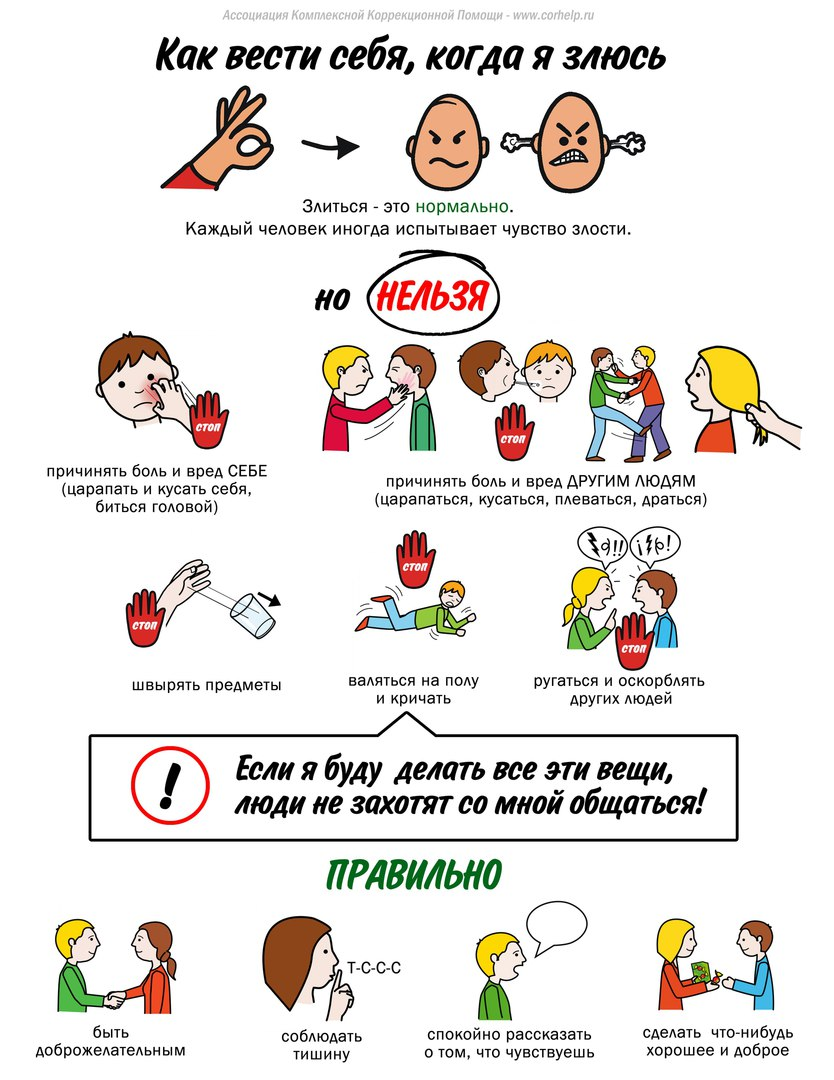 Ассоциация Комплексной Коррекционной Помощи - www.corhelp.ru
Как вести себя, когда я злюсь
Злиться - это нормально.
Каждый человек иногда испытывает чувство злости.
но НЕЛЬЗЯ
СТОП
СТОП
причинять боль и вред СЕБЕ
(царапать и кусать себя,
биться головой)
причинять боль и вред ДРУГИМ ЛЮДЯМ
(царапаться, кусаться, плеваться, драться)
СТОП
СТОП
СТОП
швырять предметы
валяться на полу
и кричать
ругаться и оскорблять
других людей
!
Если я буду делать все эти вещи,
люди не захотят со мной общаться!
ПРАВИЛЬНО
Т-С-С-С
быть
доброжелательным
соблюдать
тишину
спокойно рассказать
о том, что чувствуешь
сделать что-нибудь
хорошее и доброе